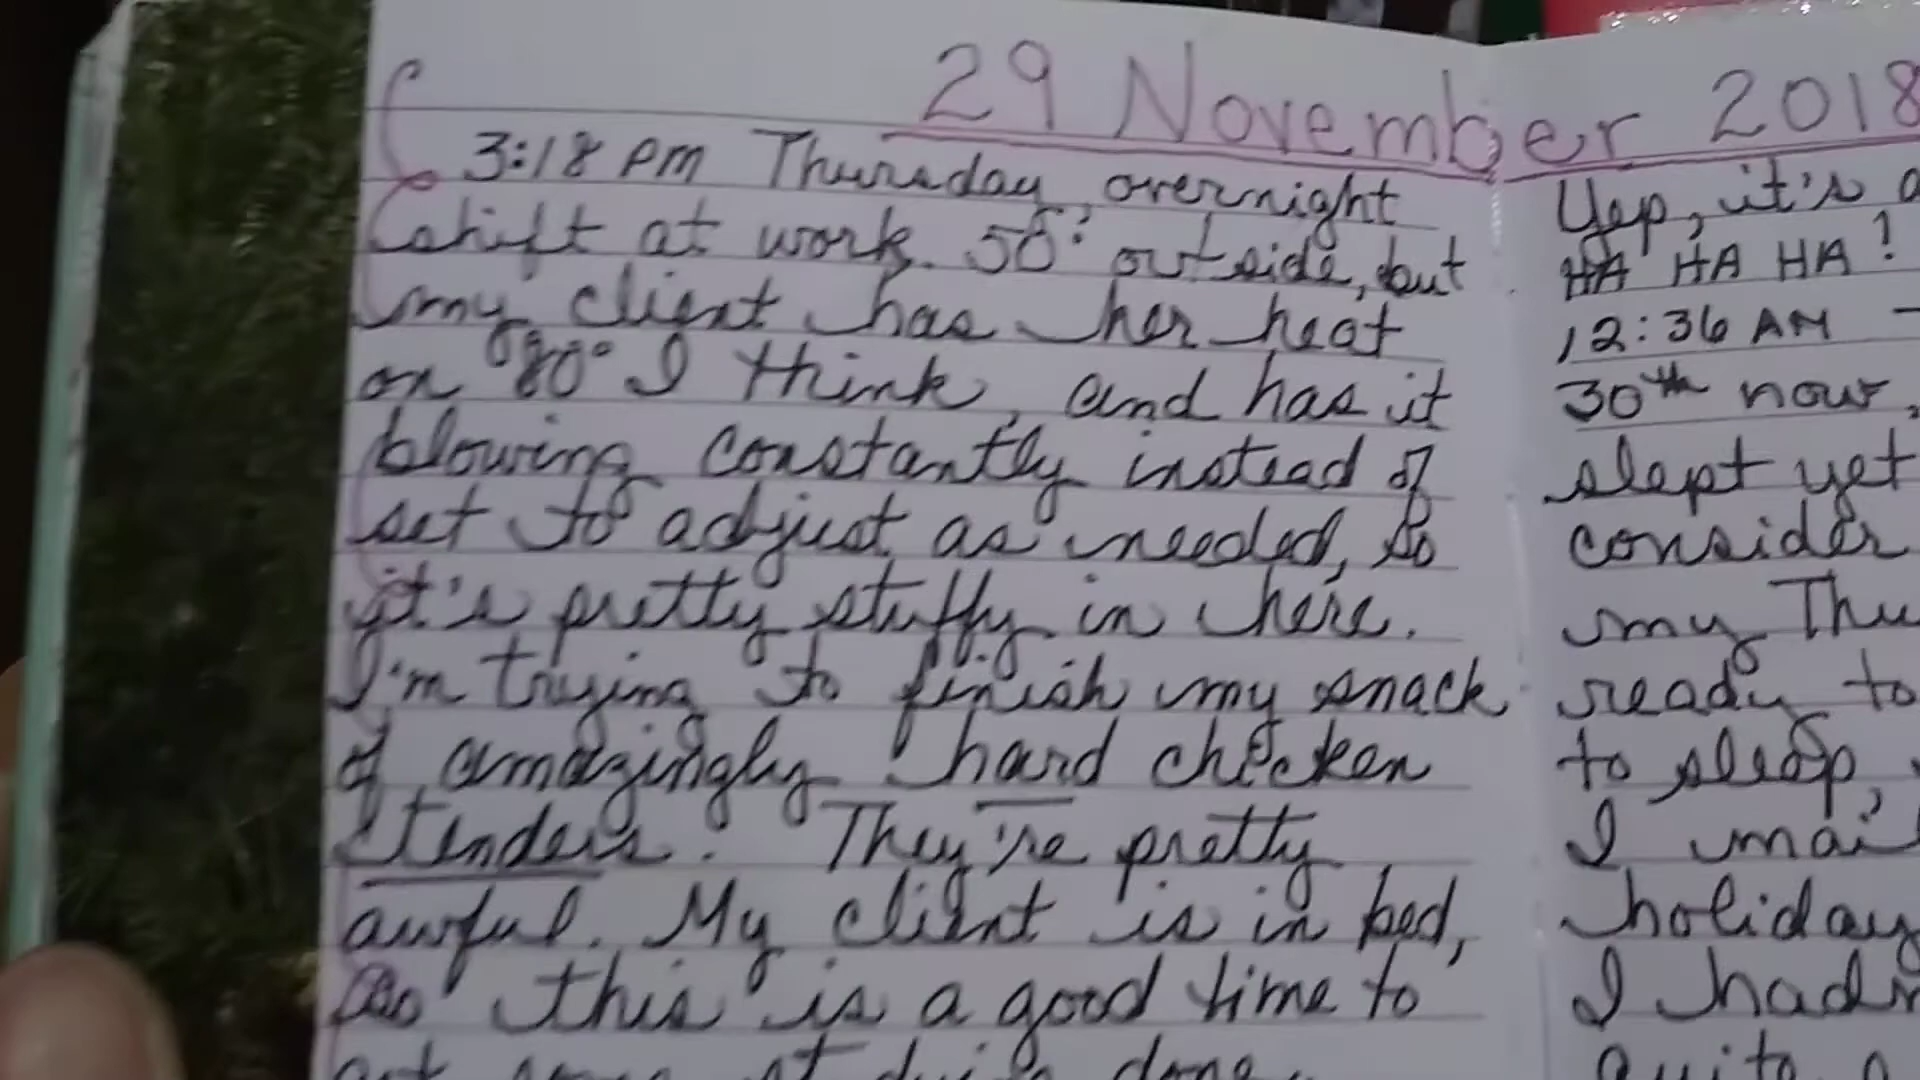 29 November 2018
3:18 PM Thursday, overnight
shift at work. 50° outside, but
my client has her heat
on 80° I think, and has it
blowing constantly instead of
set to adjust as needed, so
it's pretty stuffy in here.
I'm trying to finish my snack
of amazingly hard chicken
tenders. They're pretty
awful. My client is in bed,
so this is a good time to
done
Yep, it's
HA HA HA!
12:36 AM -
30th now,
slept yet
consider
my Thu
ready to
to sleep,
I mai
holiday
I hadn
quite a